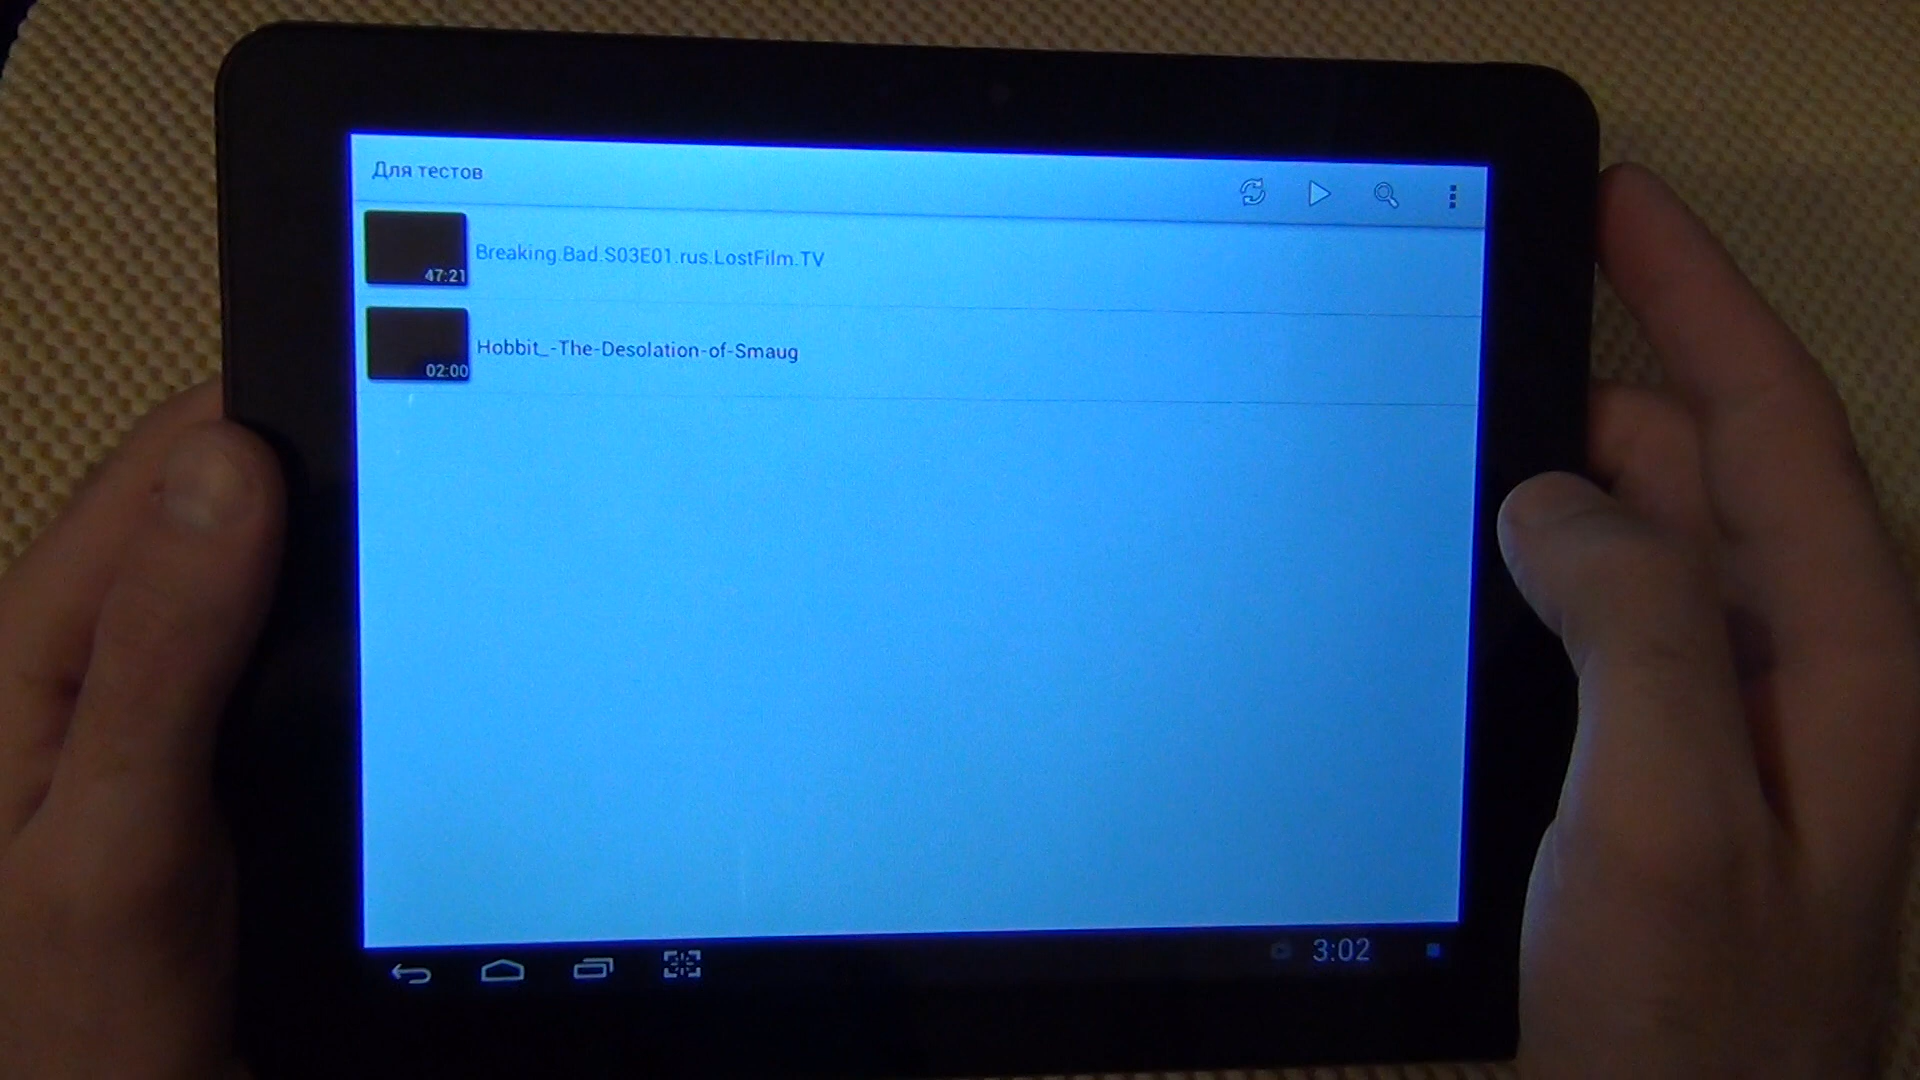 Для тестов
47:21
Breaking.Bad.S03E01.rus.LostFilm.TV
02:00
Hobbit_-The-Desolation-of-Smaug
3:02